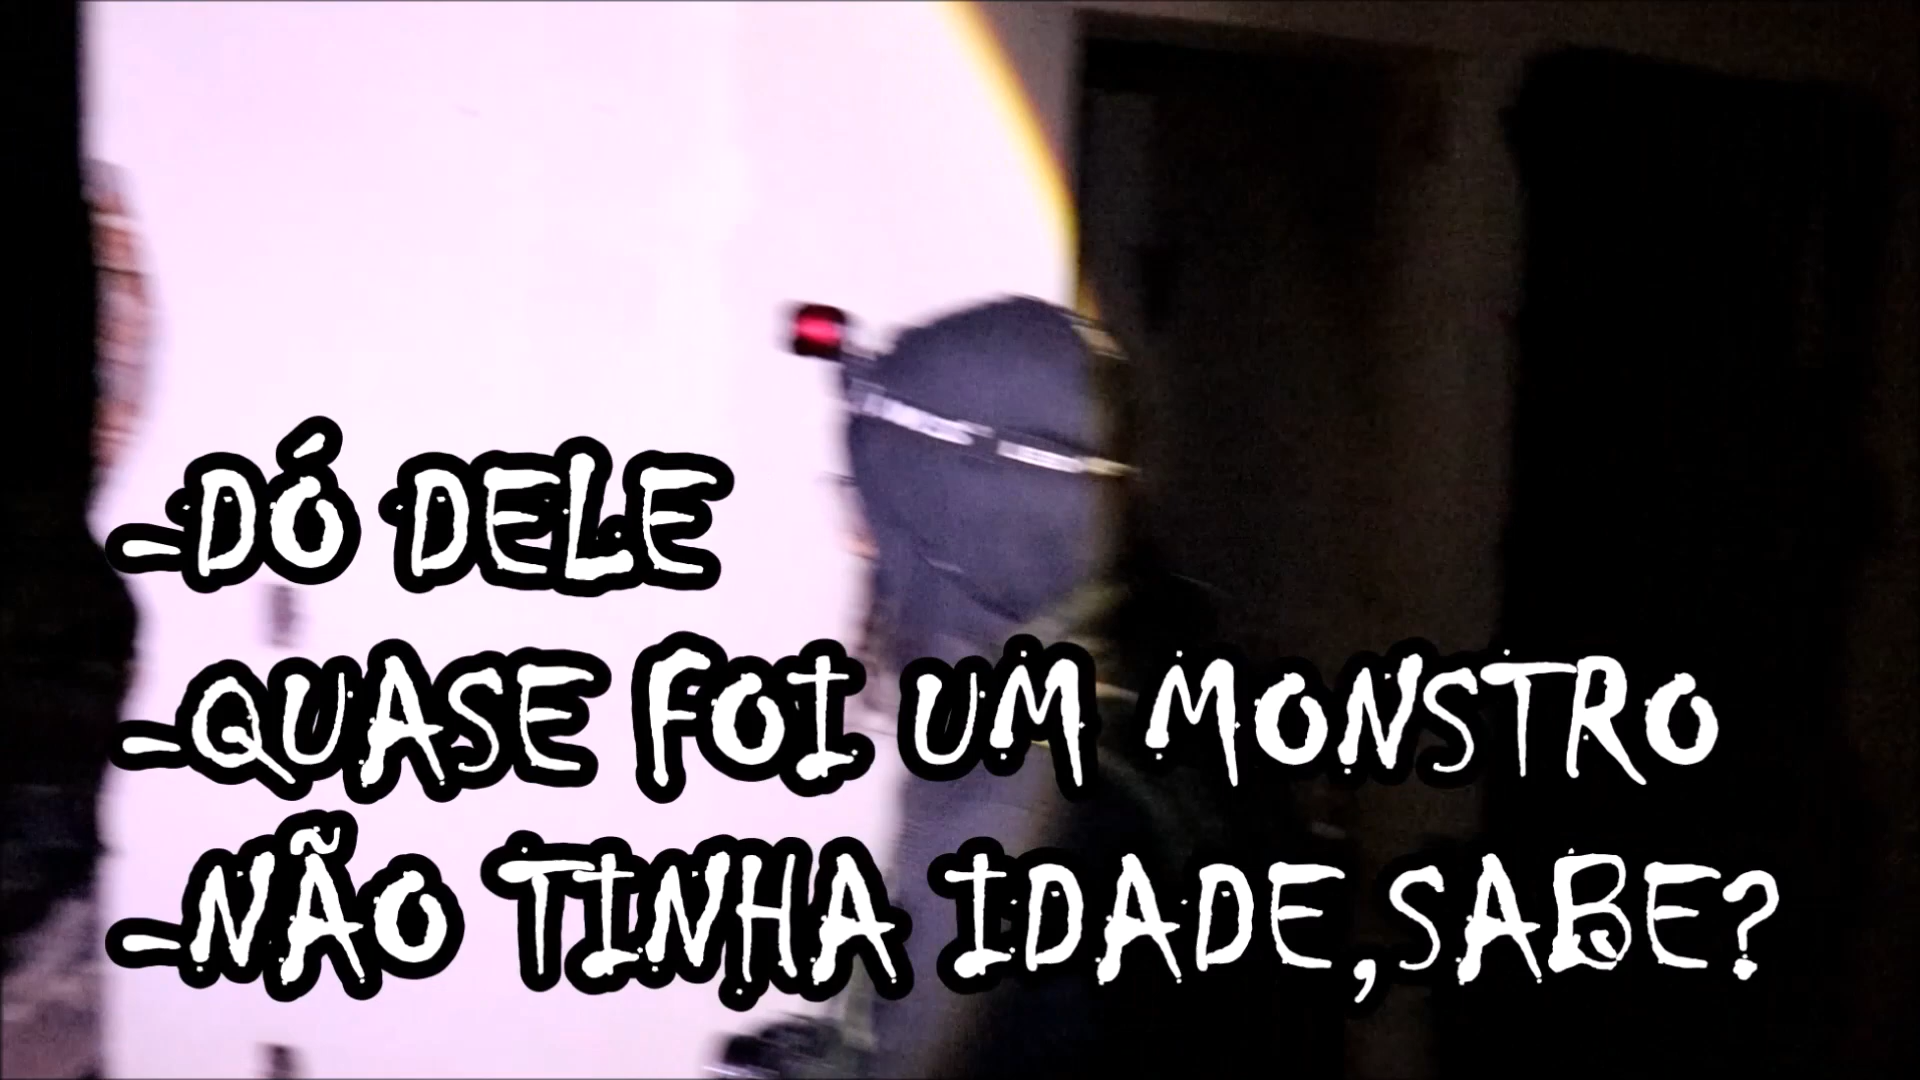 -DÓ DELE
-QUASE FOI UM MONSTRO
-NÃO TINHA IDADE,SABE?